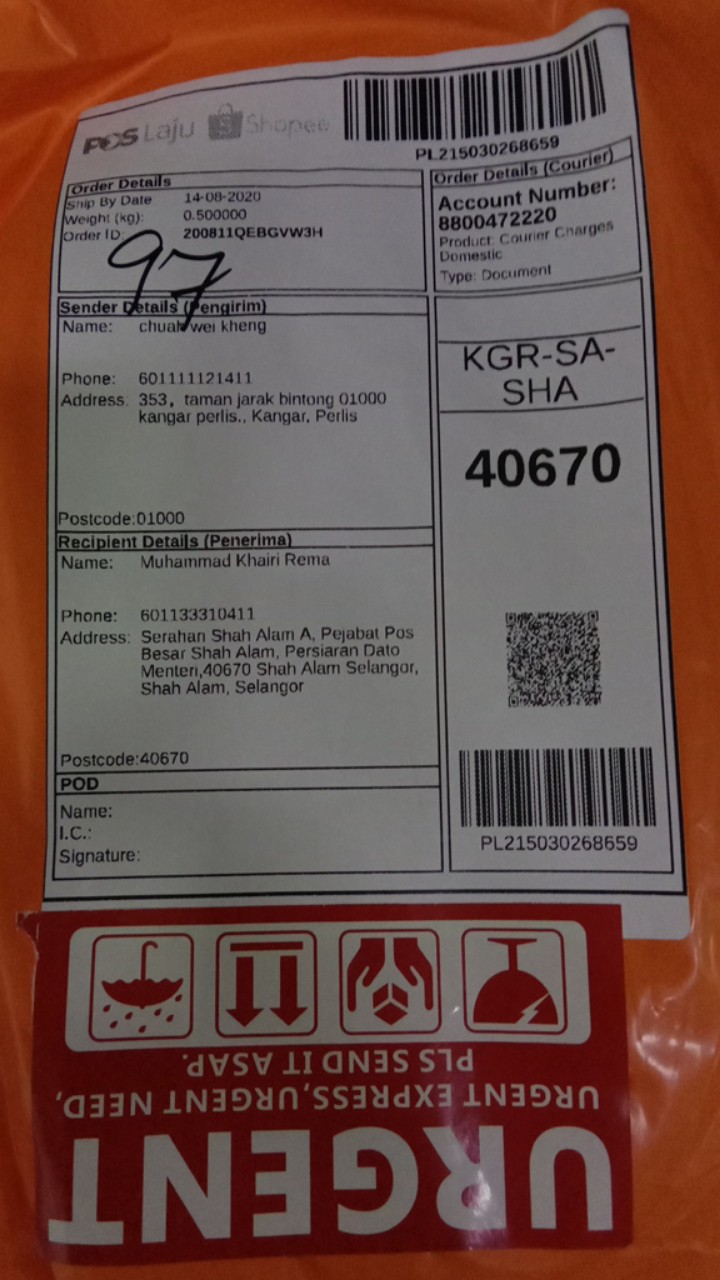 POS Laju Shopee
PL215030268659
Order Details
Ship By Date 14-08-2020
Weight (kg): 0.500000
Order ID: 200811QEBGVW3H
97
Order Details (Courier)
Account Number:
8800472220
Product: Courier Charges
Domestic
Type: Document
Sender Details (Pengirim)
Name: chuah wei kheng
Phone: 601111121411
Address: 353, taman jarak bintong 01000
kangar perlis., Kangar, Perlis
Postcode:01000
KGR-SA-
SHA
40670
Recipient Details (Penerima)
Name: Muhammad Khairi Rema
Phone: 601133310411
Address: Serahan Shah Alam A, Pejabat Pos
Besar Shah Alam, Persiaran Dato
Menteri,40670 Shah Alam Selangor,
Shah Alam, Selangor
Postcode:40670
POD
Name:
I.C.:
Signature:
PL215030268659
URGENT
URGENT EXPRESS,URGENT NEED,
PLS SEND IT ASAP.